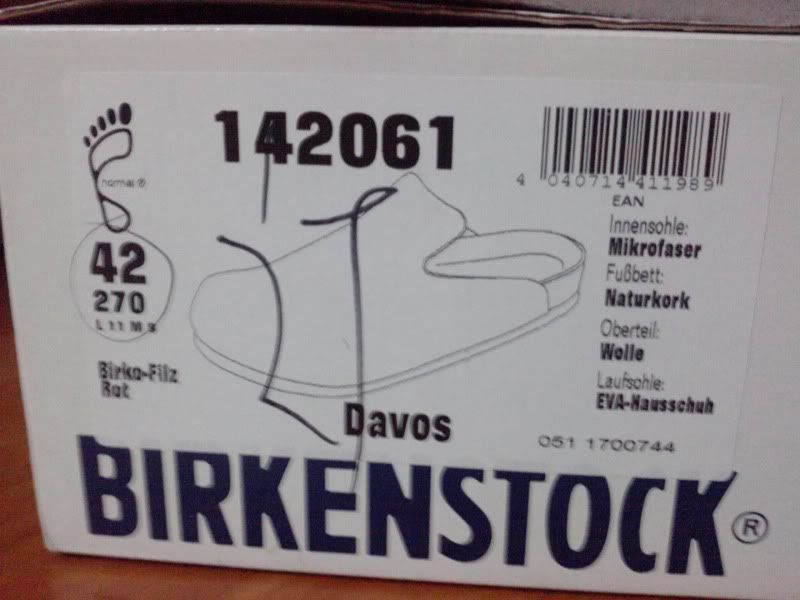 normal ®
142061
4 040714 411989
EAN
42
270
L 11 M 9
Birko-Filz
Rot
Innensohle:
Mikrofaser
Fußbett:
Naturkork
Oberteil:
Wolle
Laufsohle:
EVA-Hausschuh
Davos
051 1700744
BIRKENSTOCK®